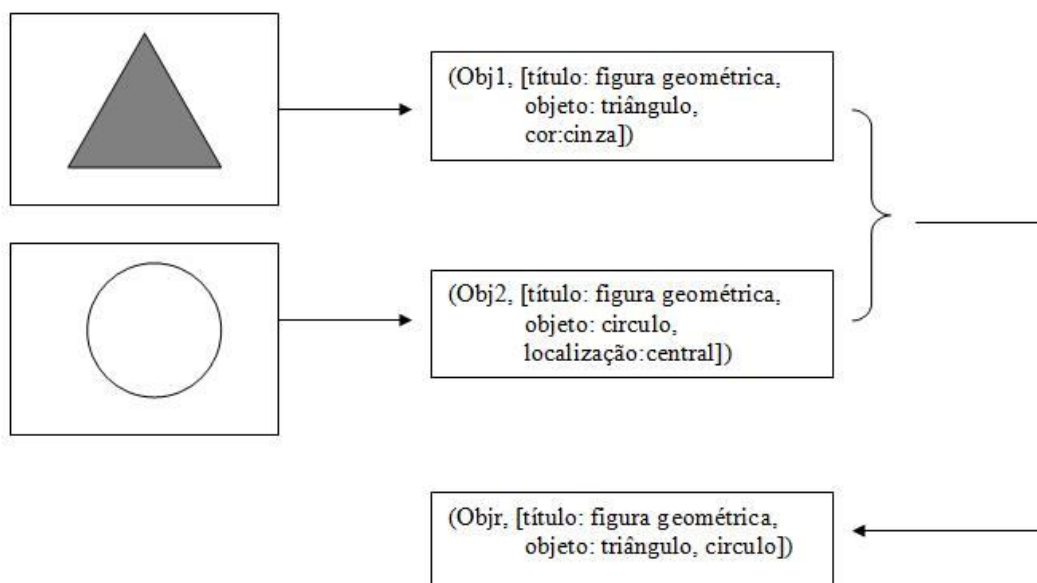 (Obj1, [título: figura geométrica,
objeto: triângulo,
cor:cinza])
(Obj2, [título: figura geométrica,
objeto: circulo,
localização:central])
(Objr, [título: figura geométrica,
objeto: triângulo, circulo])